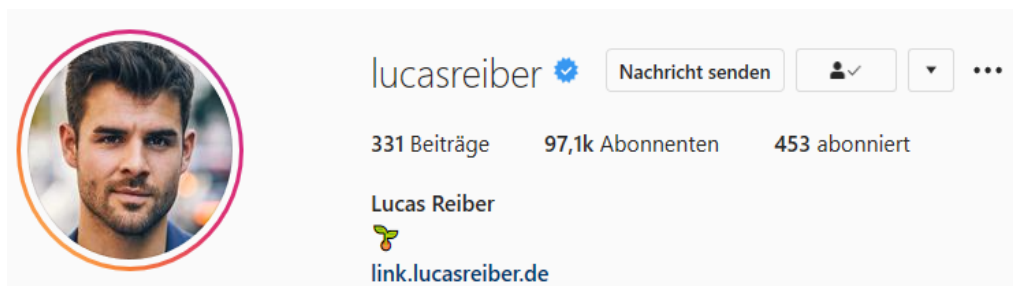 lucasreiber Nachricht senden
331 Beiträge 97,1k Abonnenten 453 abonniert
Lucas Reiber
link.lucasreiber.de